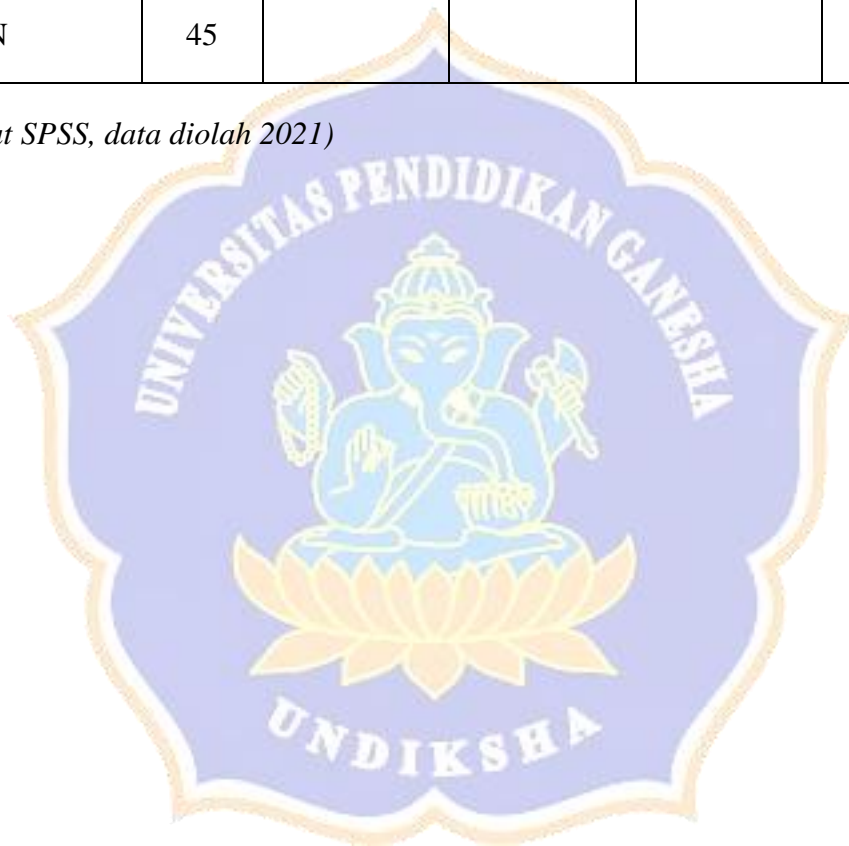 N 45
t SPSS, data diolah 2021)
UNIVERSITAS PENDIDIKAN GANESHA
UNDIKSHA